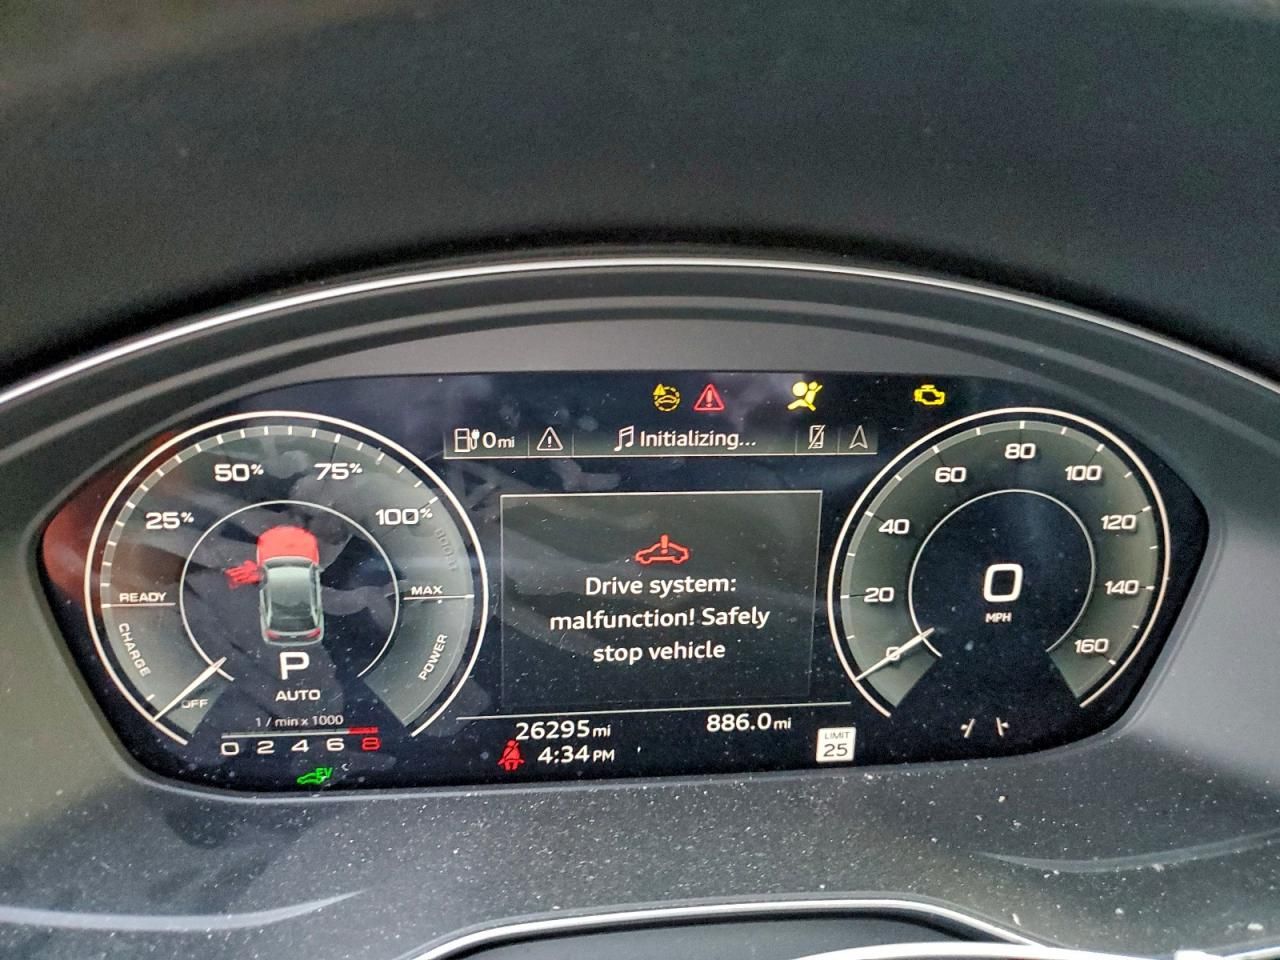 0mi
Initializing...
50% 75%
25% 100%
READY
MAX
CHARGE
POWER
OFF
P
AUTO
1 / min x 1000
0 2 4 6 8
EV
Drive system:
malfunction! Safely
stop vehicle
26295mi 886.0mi
4:34PM
LIMIT
25
0 20 40 60 80 100 120 140 160
0
MPH